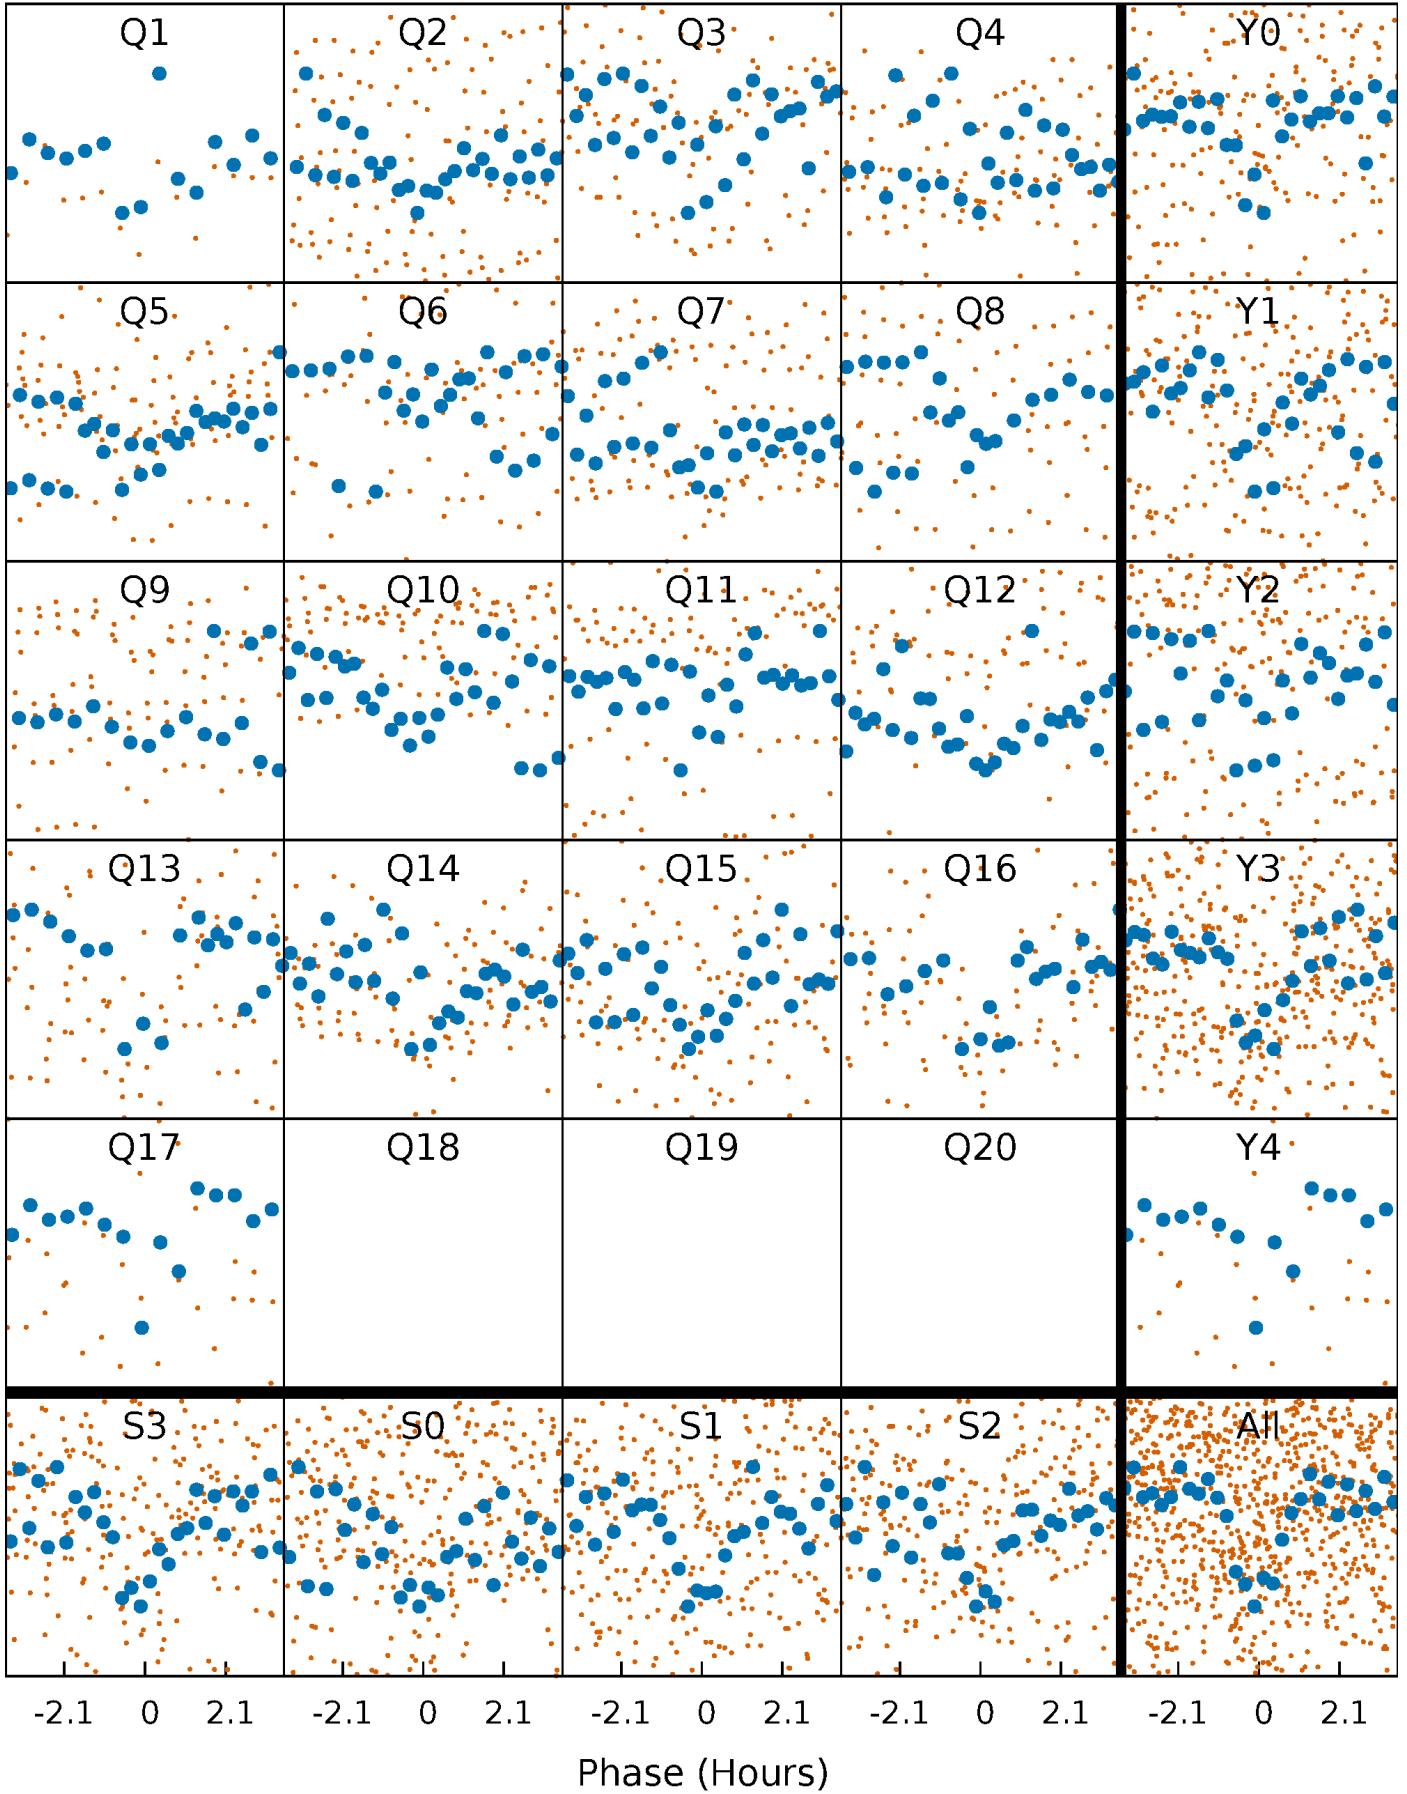 Q1 Q2 Q3 Q4 Y0
Q5 Q6 Q7 Q8 Y1
Q9 Q10 Q11 Q12 Y2
Q13 Q14 Q15 Q16 Y3
Q17 Q18 Q19 Q20 Y4
S3 S0 S1 S2 All
-2.1 0 2.1 -2.1 0 2.1 -2.1 0 2.1 -2.1 0 2.1 -2.1 0 2.1
Phase (Hours)